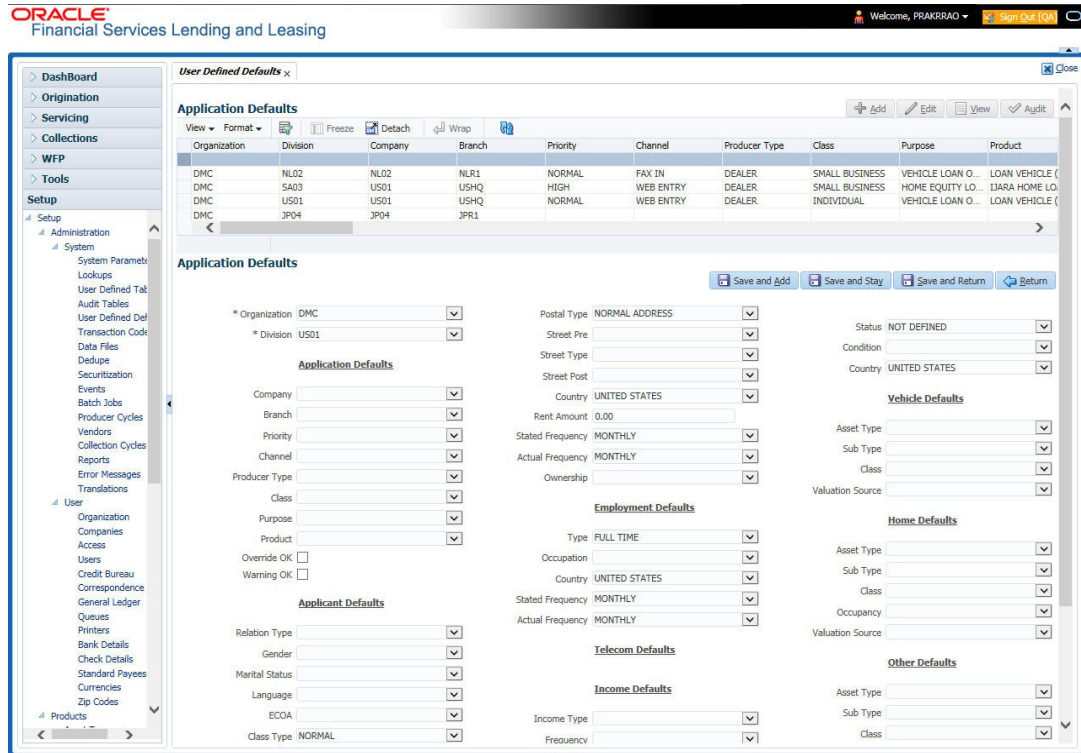 ORACLE
Financial Services Lending and Leasing
Welcome, PRAKRRAO
Sign Out [QA]
DashBoard
Origination
Servicing
Collections
WFP
Tools
Setup
Setup
Administration
System
System Paramete
Lookups
User Defined Tab
Audit Tables
User Defined Def
Transaction Code
Data Files
Dedupe
Securitization
Events
Batch Jobs
Producer Cycles
Vendors
Collection Cycles
Reports
Error Messages
Translations
User
Organization
Companies
Access
Users
Credit Bureau
Correspondence
General Ledger
Queues
Printers
Bank Details
Check Details
Standard Payees
Currencies
Zip Codes
Products
User Defined Defaults
Close
Application Defaults
Add Edit View Audit
View Format Freeze Detach Wrap
Organization Division Company Branch Priority Channel Producer Type Class Purpose Product
DMC NL02 NL02 NLR1 NORMAL FAX IN DEALER SMALL BUSINESS VEHICLE LOAN O... LOAN VEHICLE (
DMC SA03 US01 USHQ HIGH WEB ENTRY DEALER SMALL BUSINESS HOME EQUITY LO... IJARA HOME LO
DMC US01 US01 USHQ NORMAL WEB ENTRY DEALER INDIVIDUAL VEHICLE LOAN O... LOAN VEHICLE (
DMC JP04 JP04 JPR1
Application Defaults
Save and Add Save and Stay Save and Return Return
* Organization DMC
* Division US01
Application Defaults
Company
Branch
Priority
Channel
Producer Type
Class
Purpose
Product
Override OK
Warning OK
Applicant Defaults
Relation Type
Gender
Marital Status
Language
ECOA
Class Type NORMAL
Postal Type NORMAL ADDRESS
Street Pre
Street Type
Street Post
Country UNITED STATES
Rent Amount 0.00
Stated Frequency MONTHLY
Actual Frequency MONTHLY
Ownership
Employment Defaults
Type FULL TIME
Occupation
Country UNITED STATES
Stated Frequency MONTHLY
Actual Frequency MONTHLY
Telecom Defaults
Income Defaults
Income Type
Frequency
Status NOT DEFINED
Condition
Country UNITED STATES
Vehicle Defaults
Asset Type
Sub Type
Class
Valuation Source
Home Defaults
Asset Type
Sub Type
Class
Occupancy
Valuation Source
Other Defaults
Asset Type
Sub Type
Class